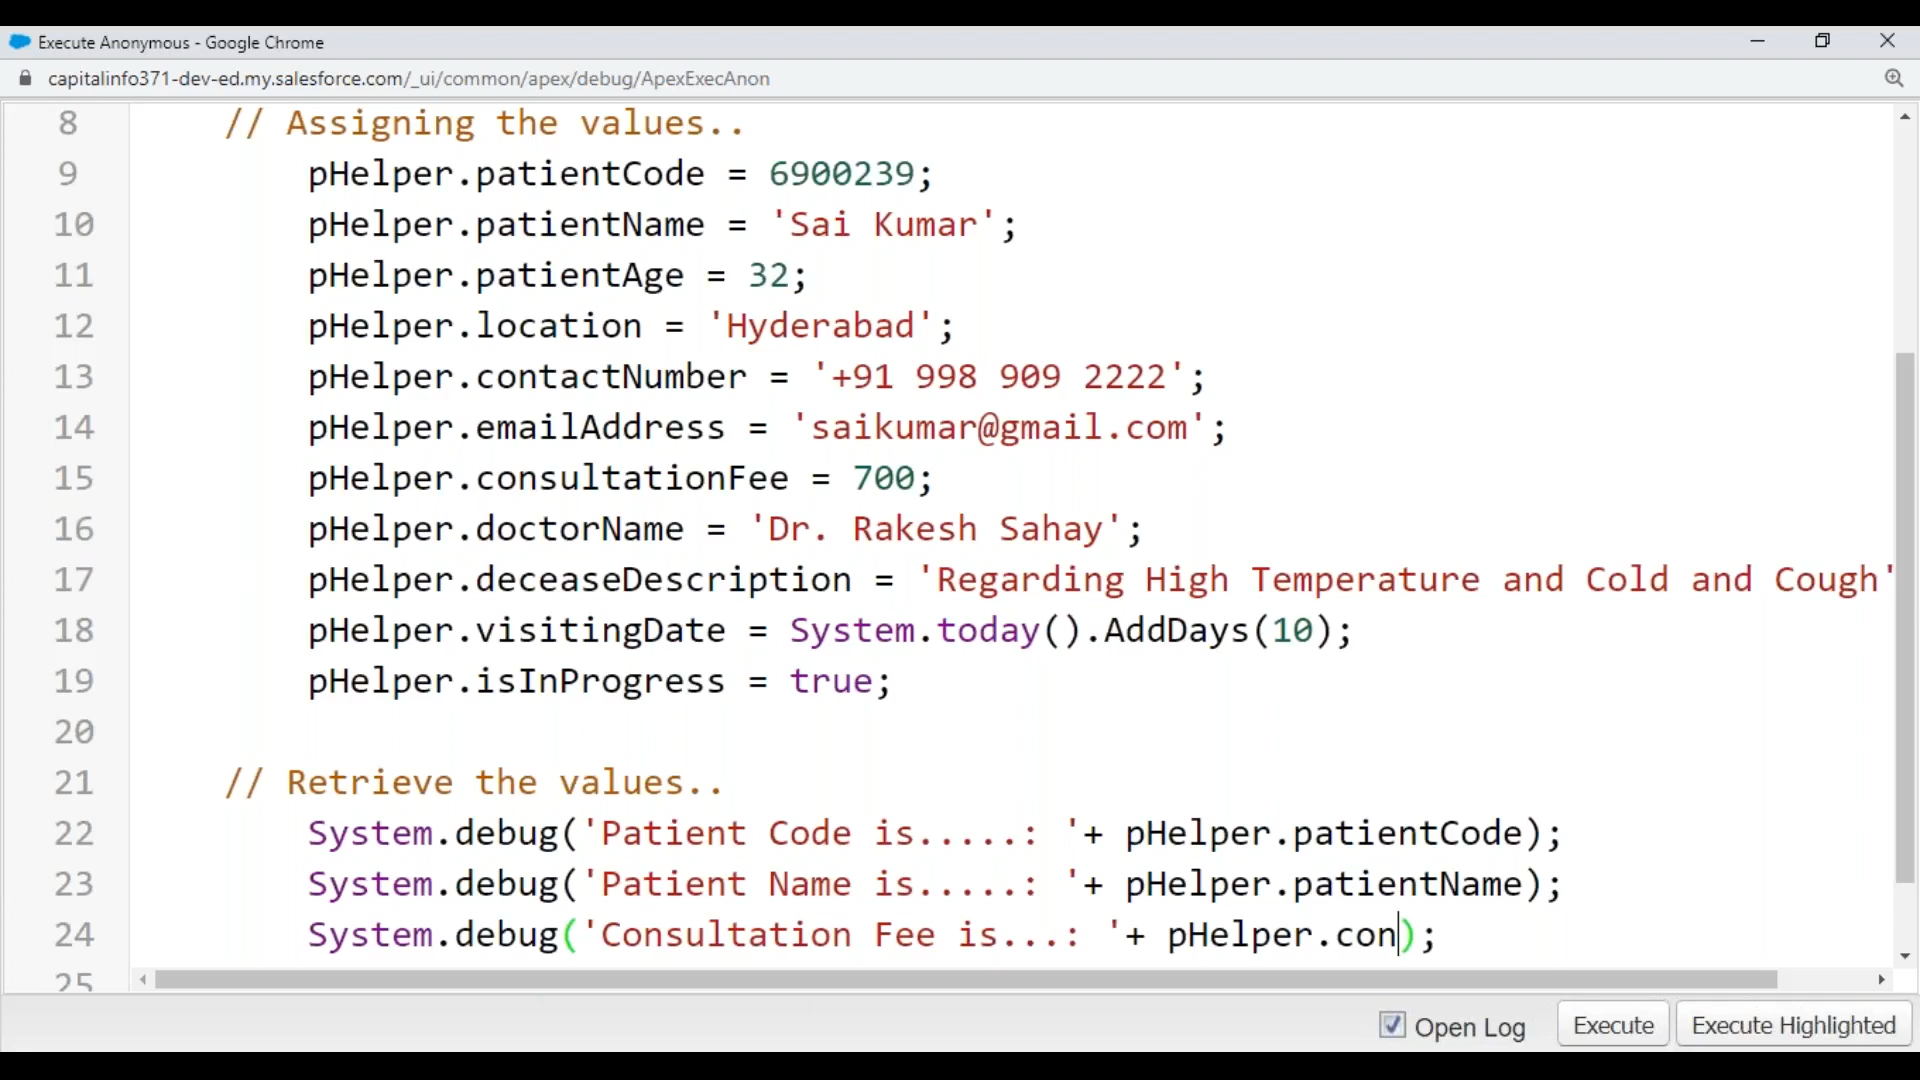 Execute Anonymous - Google Chrome
capitalinfo371-dev-ed.my.salesforce.com/_ui/common/apex/debug/ApexExecAnon
8 // Assigning the values..
9 pHelper.patientCode = 6900239;
10 pHelper.patientName = 'Sai Kumar';
11 pHelper.patientAge = 32;
12 pHelper.location = 'Hyderabad';
13 pHelper.contactNumber = '+91 998 909 2222';
14 pHelper.emailAddress = 'saikumar@gmail.com';
15 pHelper.consultationFee = 700;
16 pHelper.doctorName = 'Dr. Rakesh Sahay';
17 pHelper.deceaseDescription = 'Regarding High Temperature and Cold and Cough'
18 pHelper.visitingDate = System.today().AddDays(10);
19 pHelper.isInProgress = true;
20
21 // Retrieve the values..
22 System.debug('Patient Code is.....: '+ pHelper.patientCode);
23 System.debug('Patient Name is.....: '+ pHelper.patientName);
24 System.debug('Consultation Fee is...: '+ pHelper.con);
25
Open Log Execute Execute Highlighted